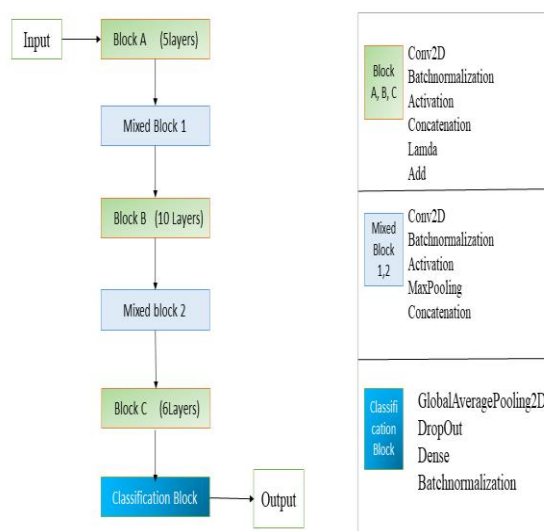 Input
Block A (5layers)
Mixed Block 1
Block B (10 Layers)
Mixed block 2
Block C (6Layers)
Classification Block
Output
Block
A, B, C
Conv2D
Batchnormalization
Activation
Concatenation
Lamda
Add
Mixed
Block
1,2
Conv2D
Batchnormalization
Activation
MaxPooling
Concatenation
Classifi
cation
Block
GlobalAveragePooling2D
DropOut
Dense
Batchnormalization